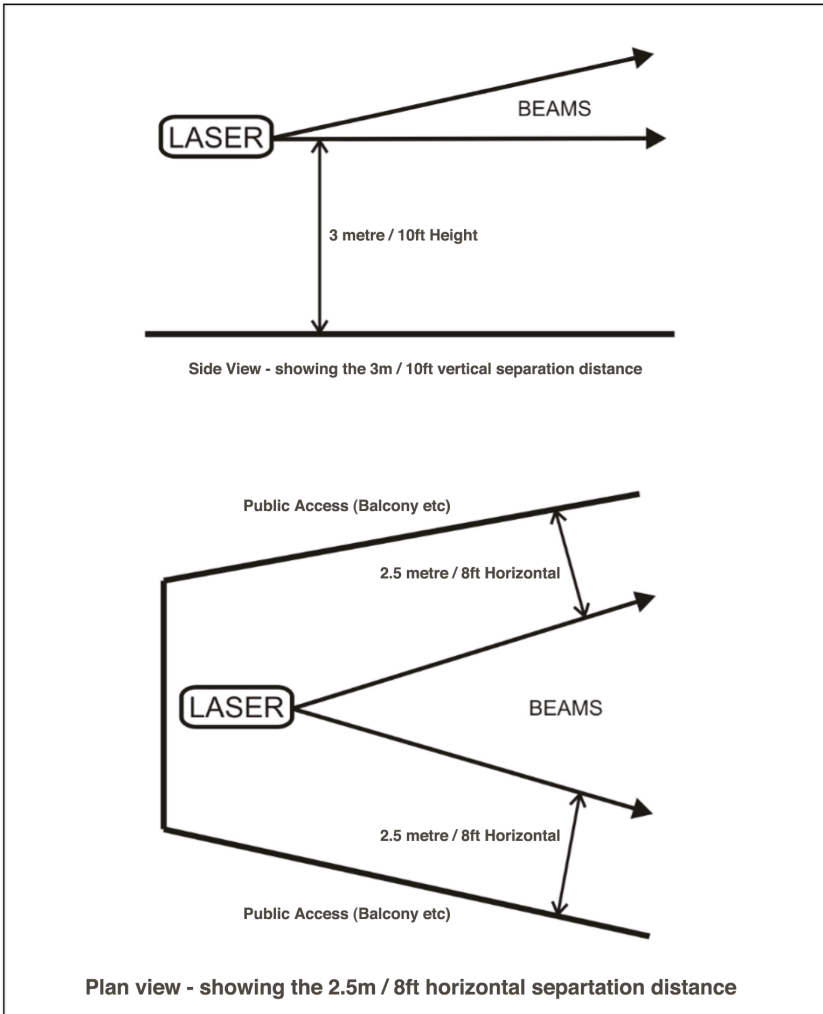 BEAMS
LASER
3 metre / 10ft Height
Side View - showing the 3m / 10ft vertical separation distance
Public Access (Balcony etc)
2.5 metre / 8ft Horizontal
LASER
BEAMS
2.5 metre / 8ft Horizontal
Public Access (Balcony etc)
Plan view - showing the 2.5m / 8ft horizontal separtation distance